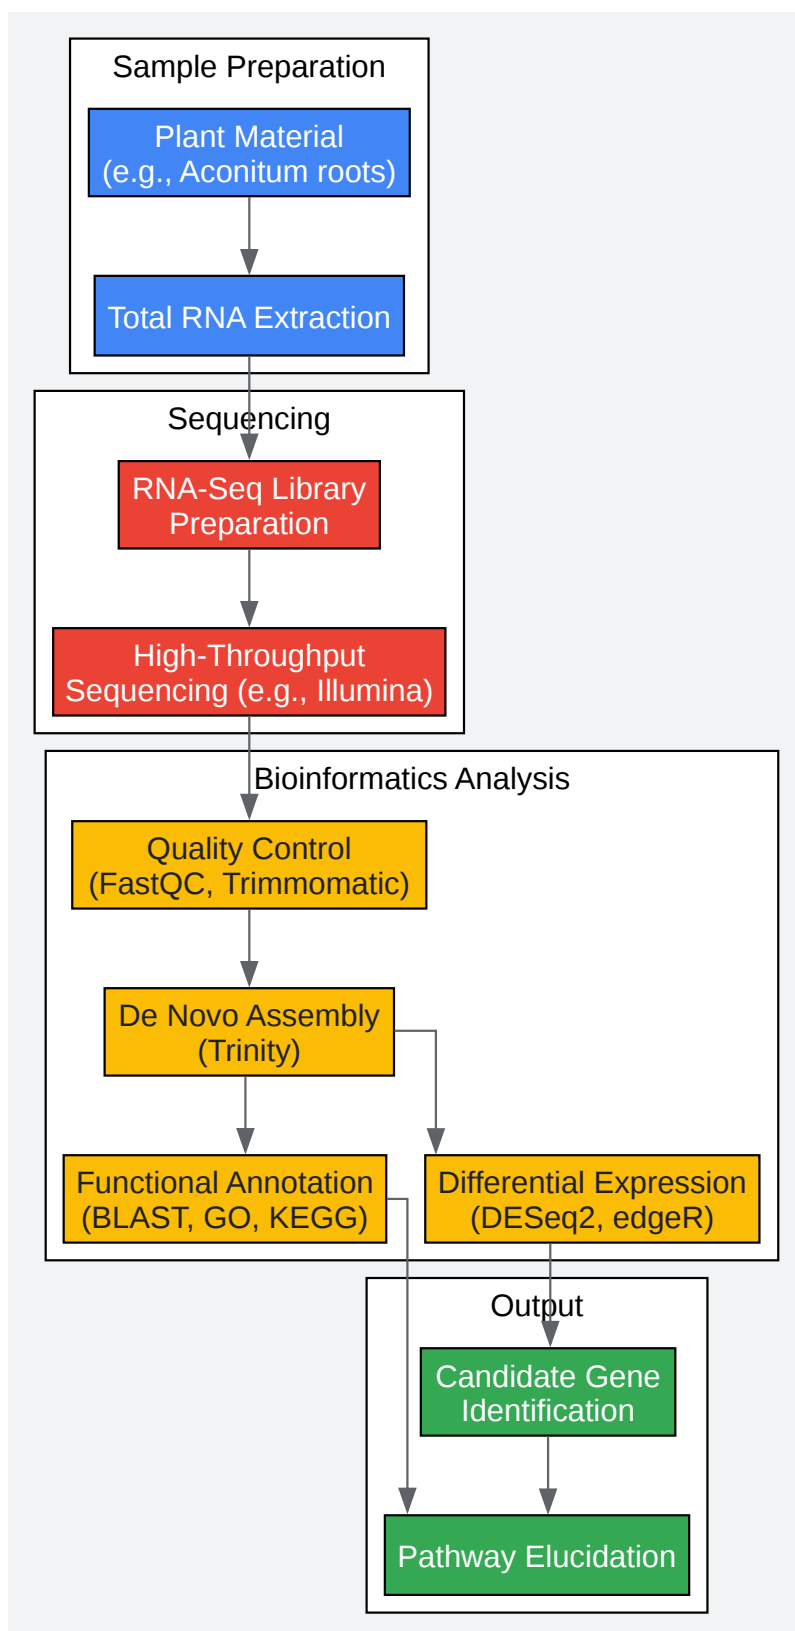 Sample Preparation
Plant Material
(e.g., Aconitum roots)
Total RNA Extraction
Sequencing
RNA-Seq Library
Preparation
High-Throughput
Sequencing (e.g., Illumina)
Bioinformatics Analysis
Quality Control
(FastQC, Trimmomatic)
De Novo Assembly
(Trinity)
Functional Annotation
(BLAST, GO, KEGG)
Differential Expression
(DESeq2, edgeR)
Output
Candidate Gene
Identification
Pathway Elucidation